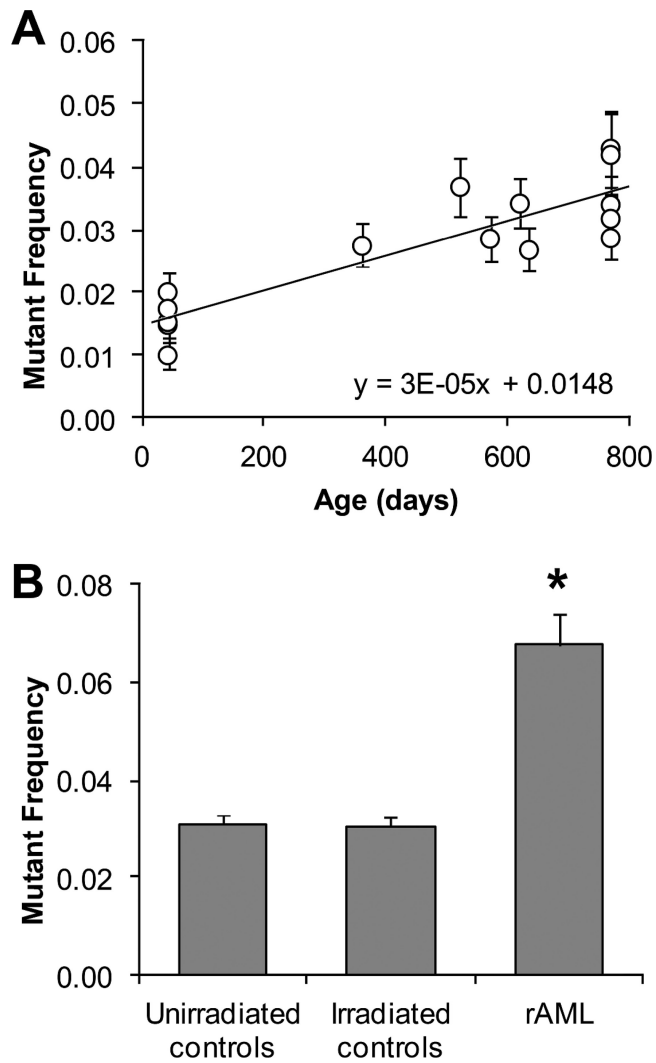 A
Mutant Frequency
0.06
0.05
0.04
0.03
0.02
0.01
0.00
y = 3E-05x + 0.0148
0 200 400 600 800
Age (days)
B
Mutant Frequency
0.08
0.06
0.04
0.02
0.00
*
Unirradiated controls
Irradiated controls
rAML